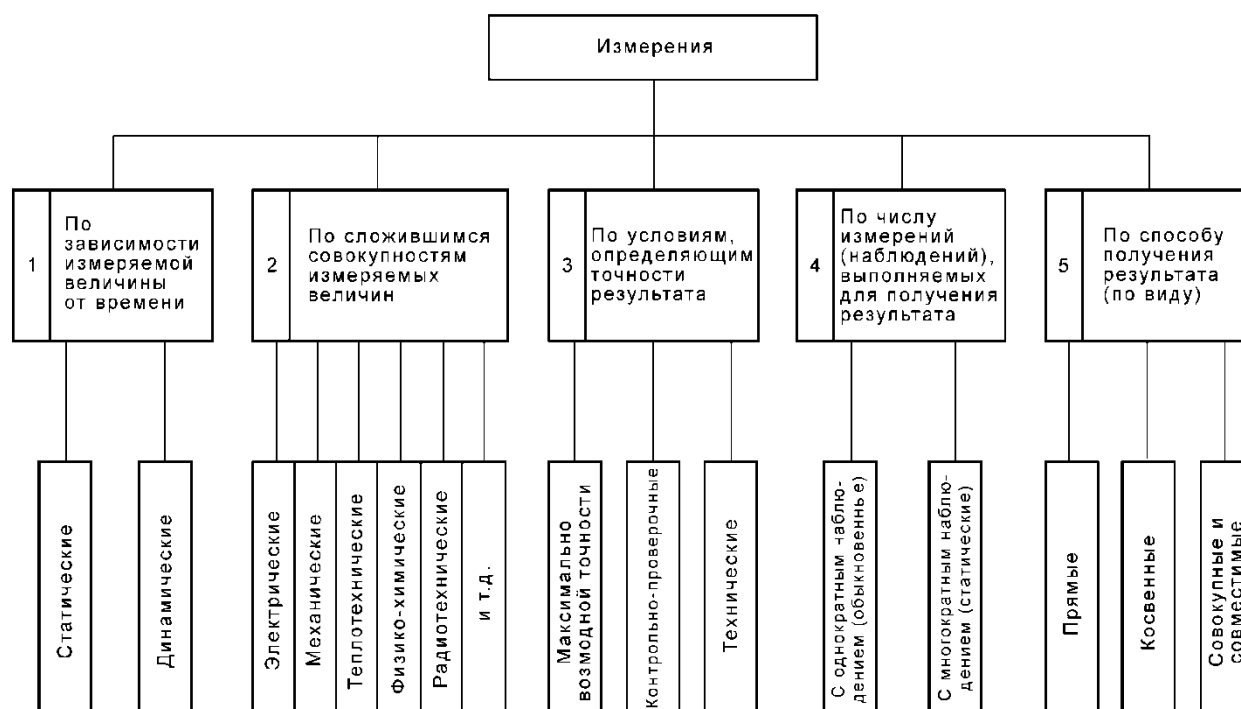 Измерения
1
По
зависимости
измеряемой
величины
от времени
2
По сложившимся
совокупностям
измеряемых
величин
3
По условиям,
определяющим
точности
результата
4
По числу
измерений
(наблюдений),
выполняемых
для получения
результата
5
По способу
получения
результата
(по виду)
Статические
Динамические
Электрические
Механические
Теплотехнические
Физико-химические
Радиотехнические
и т.д.
Максимально
возмодной точности
Контрольно-проверочные
Технические
С однократным наблю-
дением (обыкновенње)
С многократным наблю-
дением (статические)
Прямые
Косвенные
Совокупные и
совместимые